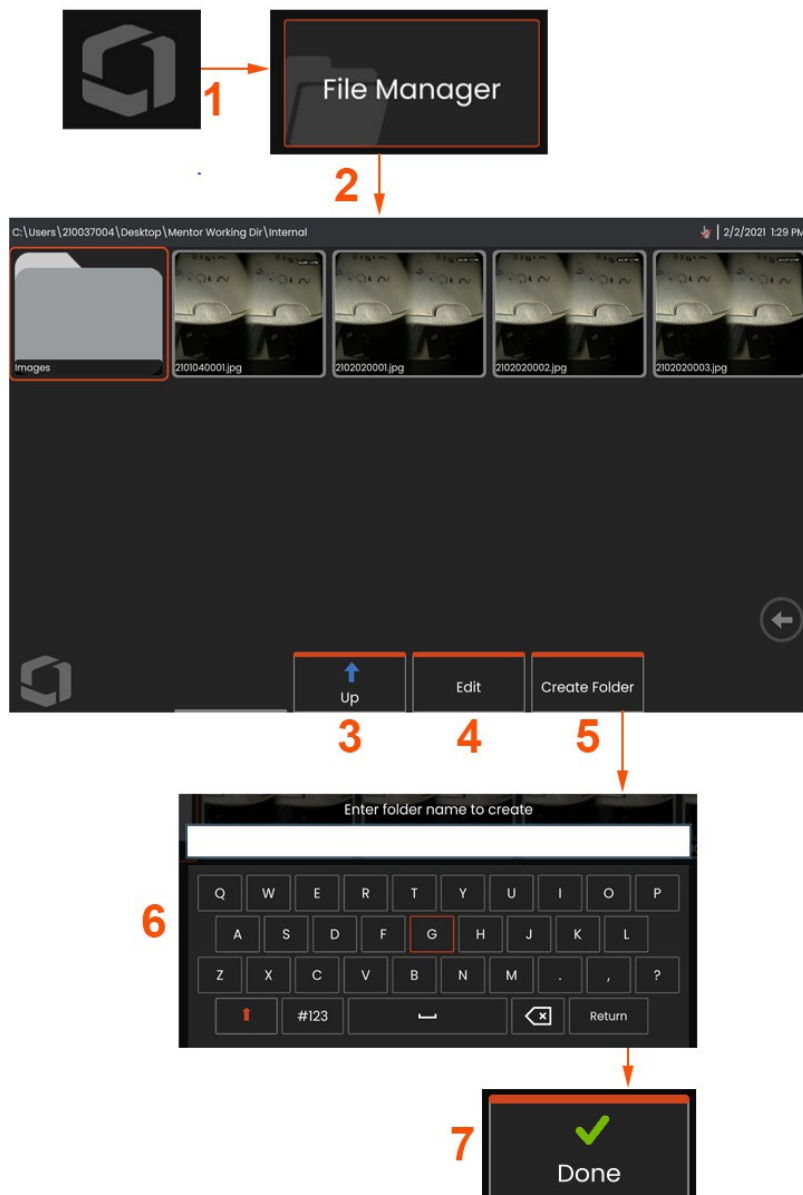 1
File Manager
2
C:\Users\210037004\Desktop\Mentor Working Dir\Internal
2/2/2021 1:29 PM
Images
2101040001.jpg
2102020001.jpg
2102020002.jpg
2102020003.jpg
Up
Edit
Create Folder
3
4
5
Enter folder name to create
6
Q W E R T Y U I O P
A S D F G H J K L
Z X C V B N M . , ?
#123
Return
7
Done